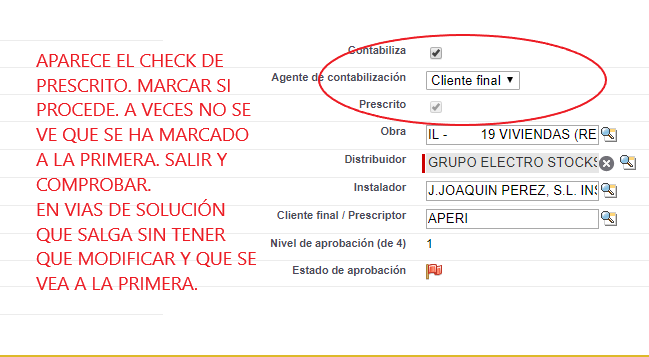 APARECE EL CHECK DE
PRESCRITO. MARCAR SI
PROCEDE. A VECES NO SE
VE QUE SE HA MARCADO
A LA PRIMERA. SALIR Y
COMPROBAR.
EN VIAS DE SOLUCIÓN
QUE SALGA SIN TENER
QUE MODIFICAR Y QUE SE
VEA A LA PRIMERA.
Contabiliza
Agente de contabilización Cliente final
Prescrito
Obra IL - 19 VIVIENDAS (RE
Distribuidor GRUPO ELECTRO STOCKS
Instalador J.JOAQUIN PEREZ, S.L. INS
Cliente final / Prescriptor APERI
Nivel de aprobación (de 4) 1
Estado de aprobación